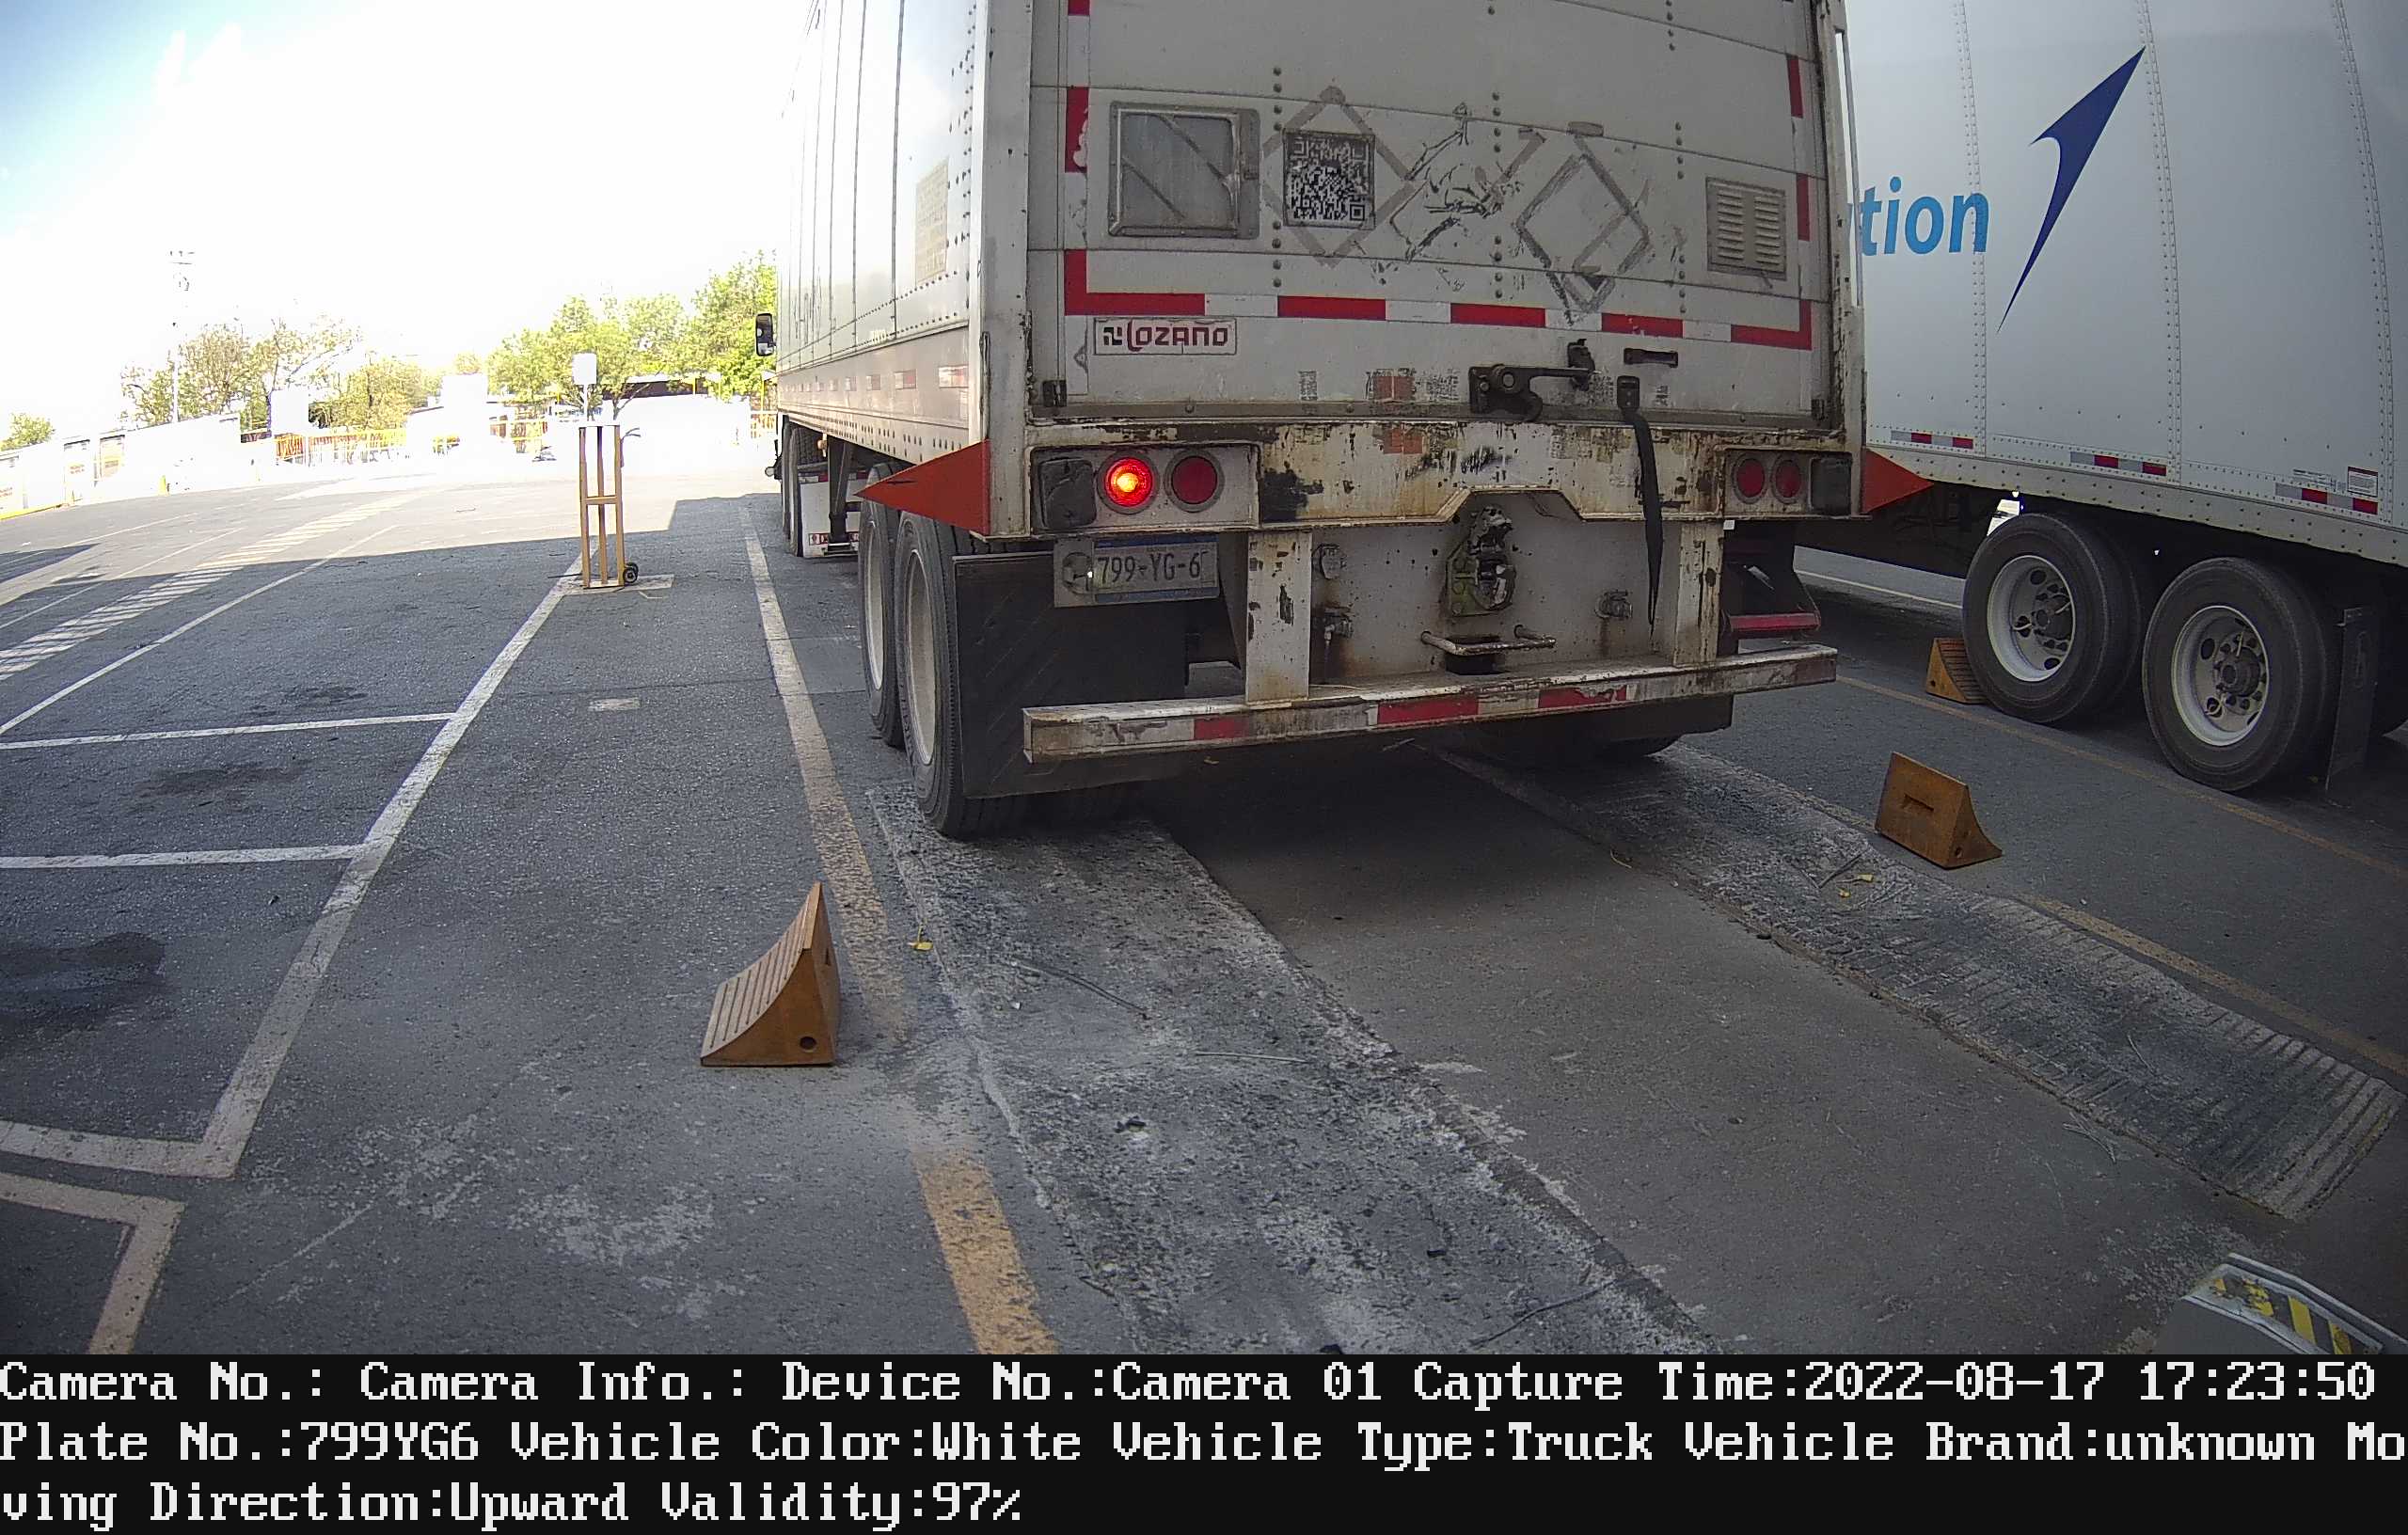 tion
LOZANO
799-YG-6
Camera No.: Camera Info.: Device No.:Camera 01 Capture Time:2022-08-17 17:23:50
Plate No.:799YG6 Vehicle Color:White Vehicle Type:Truck Vehicle Brand:unknown Mo
ving Direction:Upward Validity:97%